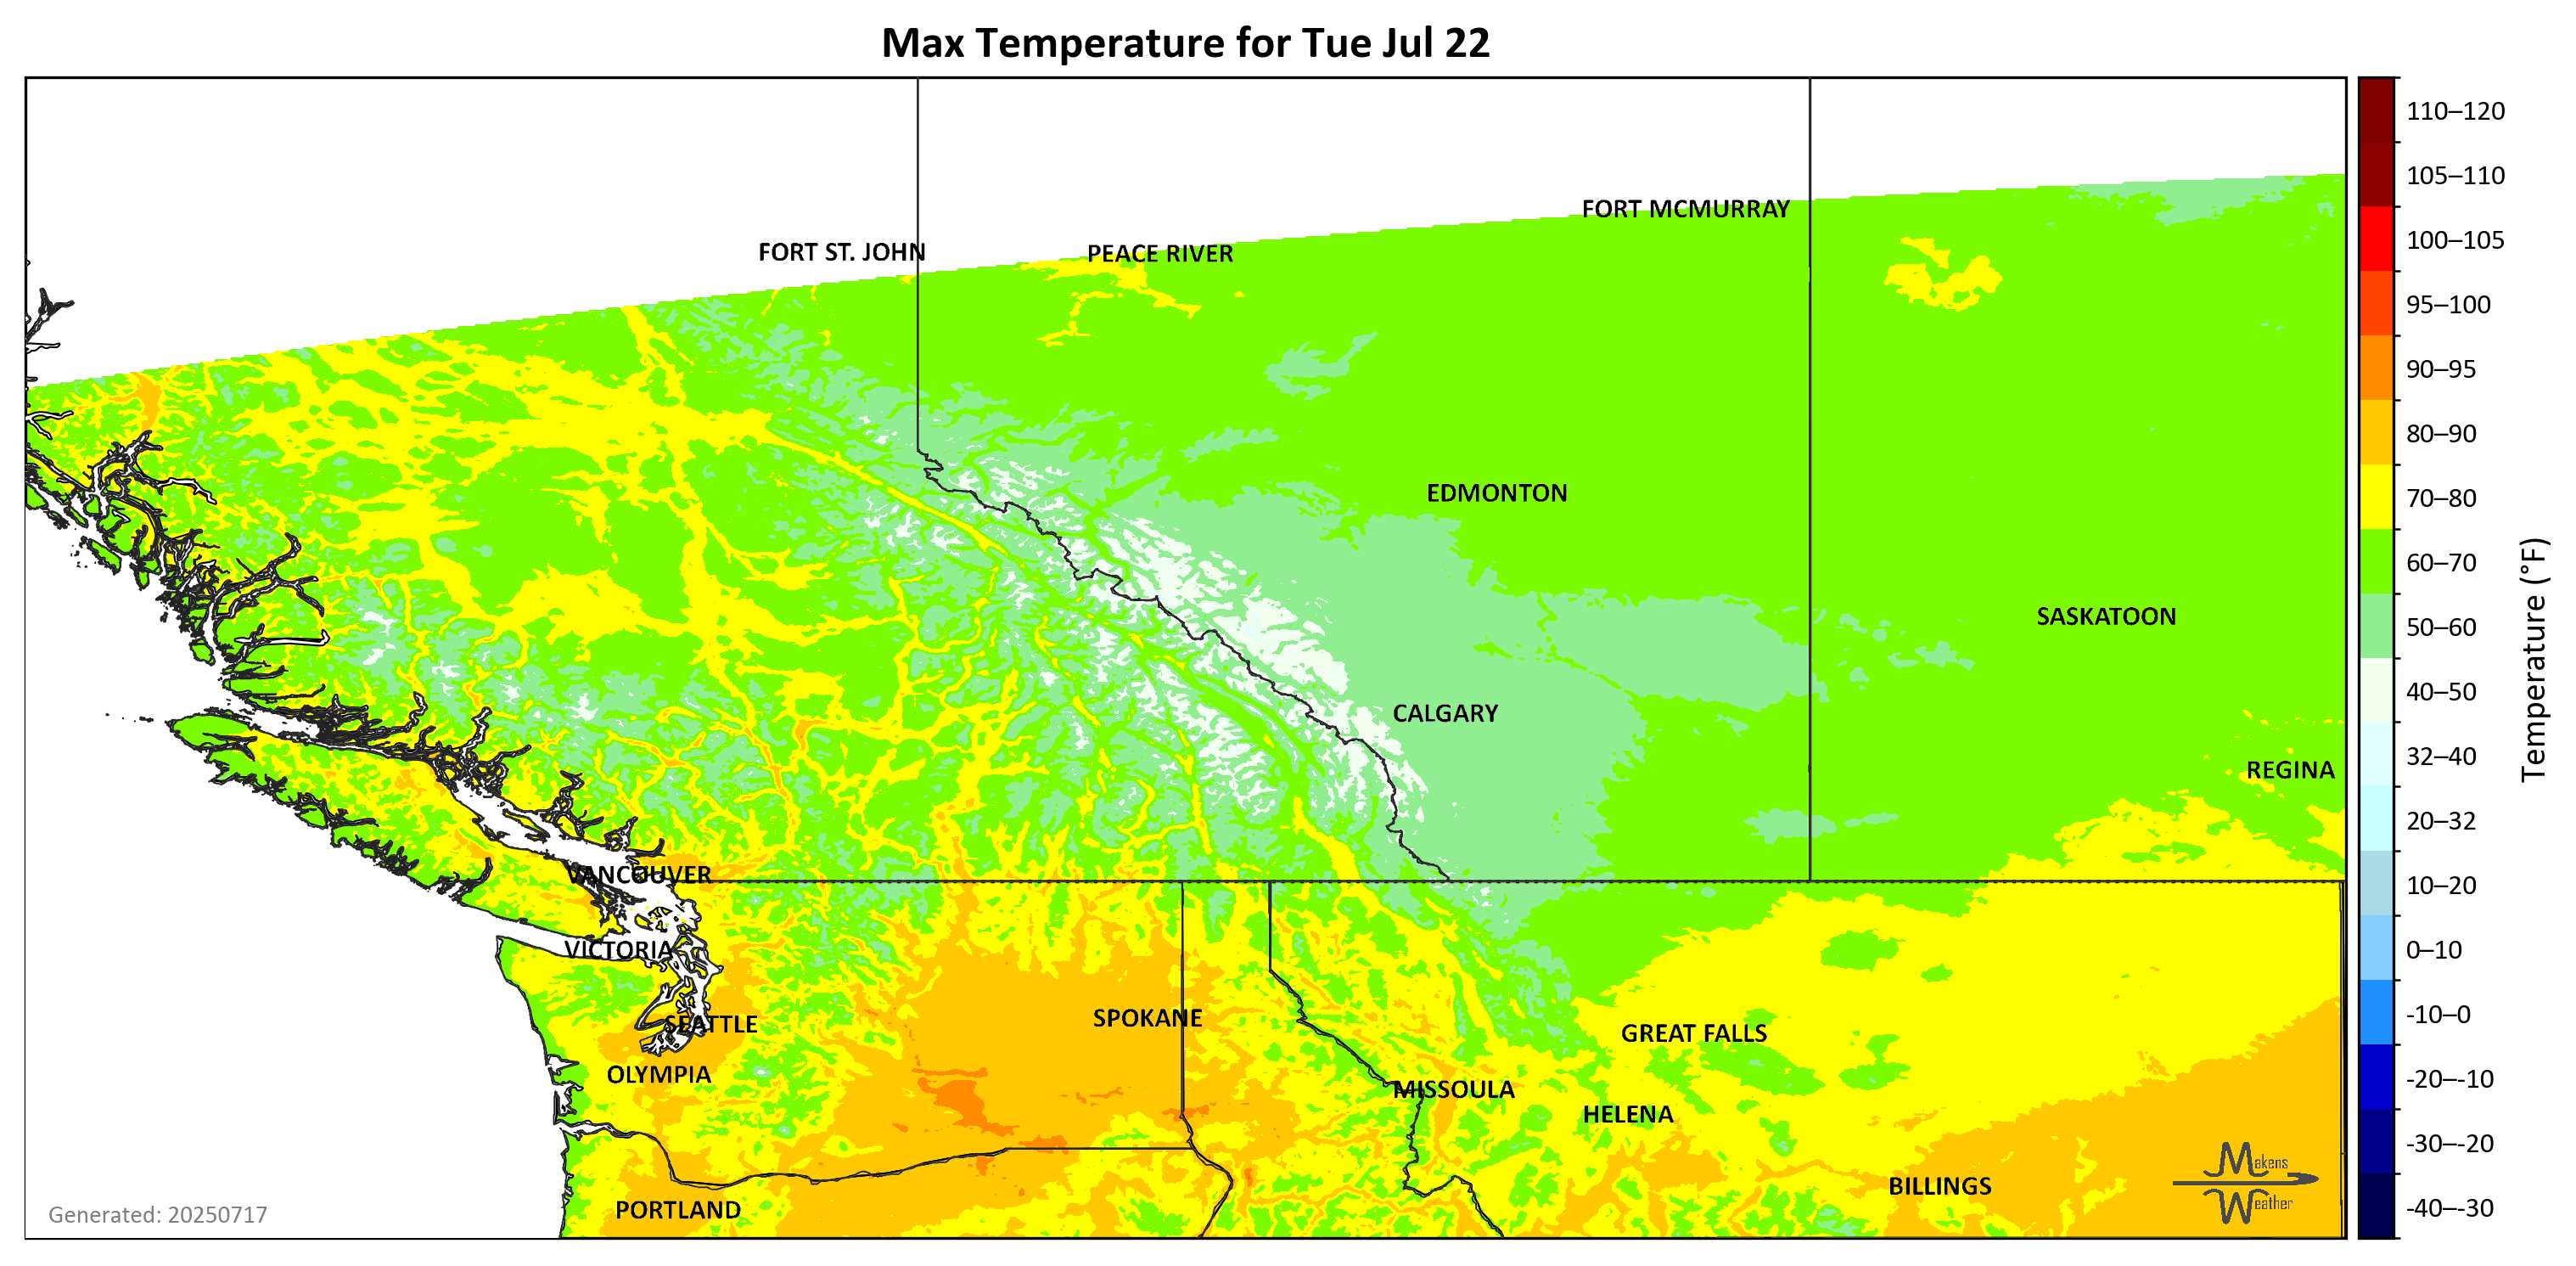 Max Temperature for Tue Jul 22
110–120
105–110
FORT MCMURRAY
100–105
FORT ST. JOHN
PEACE RIVER
95–100
90–95
80–90
EDMONTON
70–80
60–70
SASKATOON
50–60
Temperature (°F)
40–50
CALGARY
32–40
REGINA
20–32
VANCOUVER
10–20
VICTORIA
0–10
SPOKANE
-10–0
SEATTLE
GREAT FALLS
OLYMPIA
-20–-10
MISSOULA
HELENA
-30–-20
Makens
BILLINGS
Weather
-40–-30
PORTLAND
Generated: 20250717